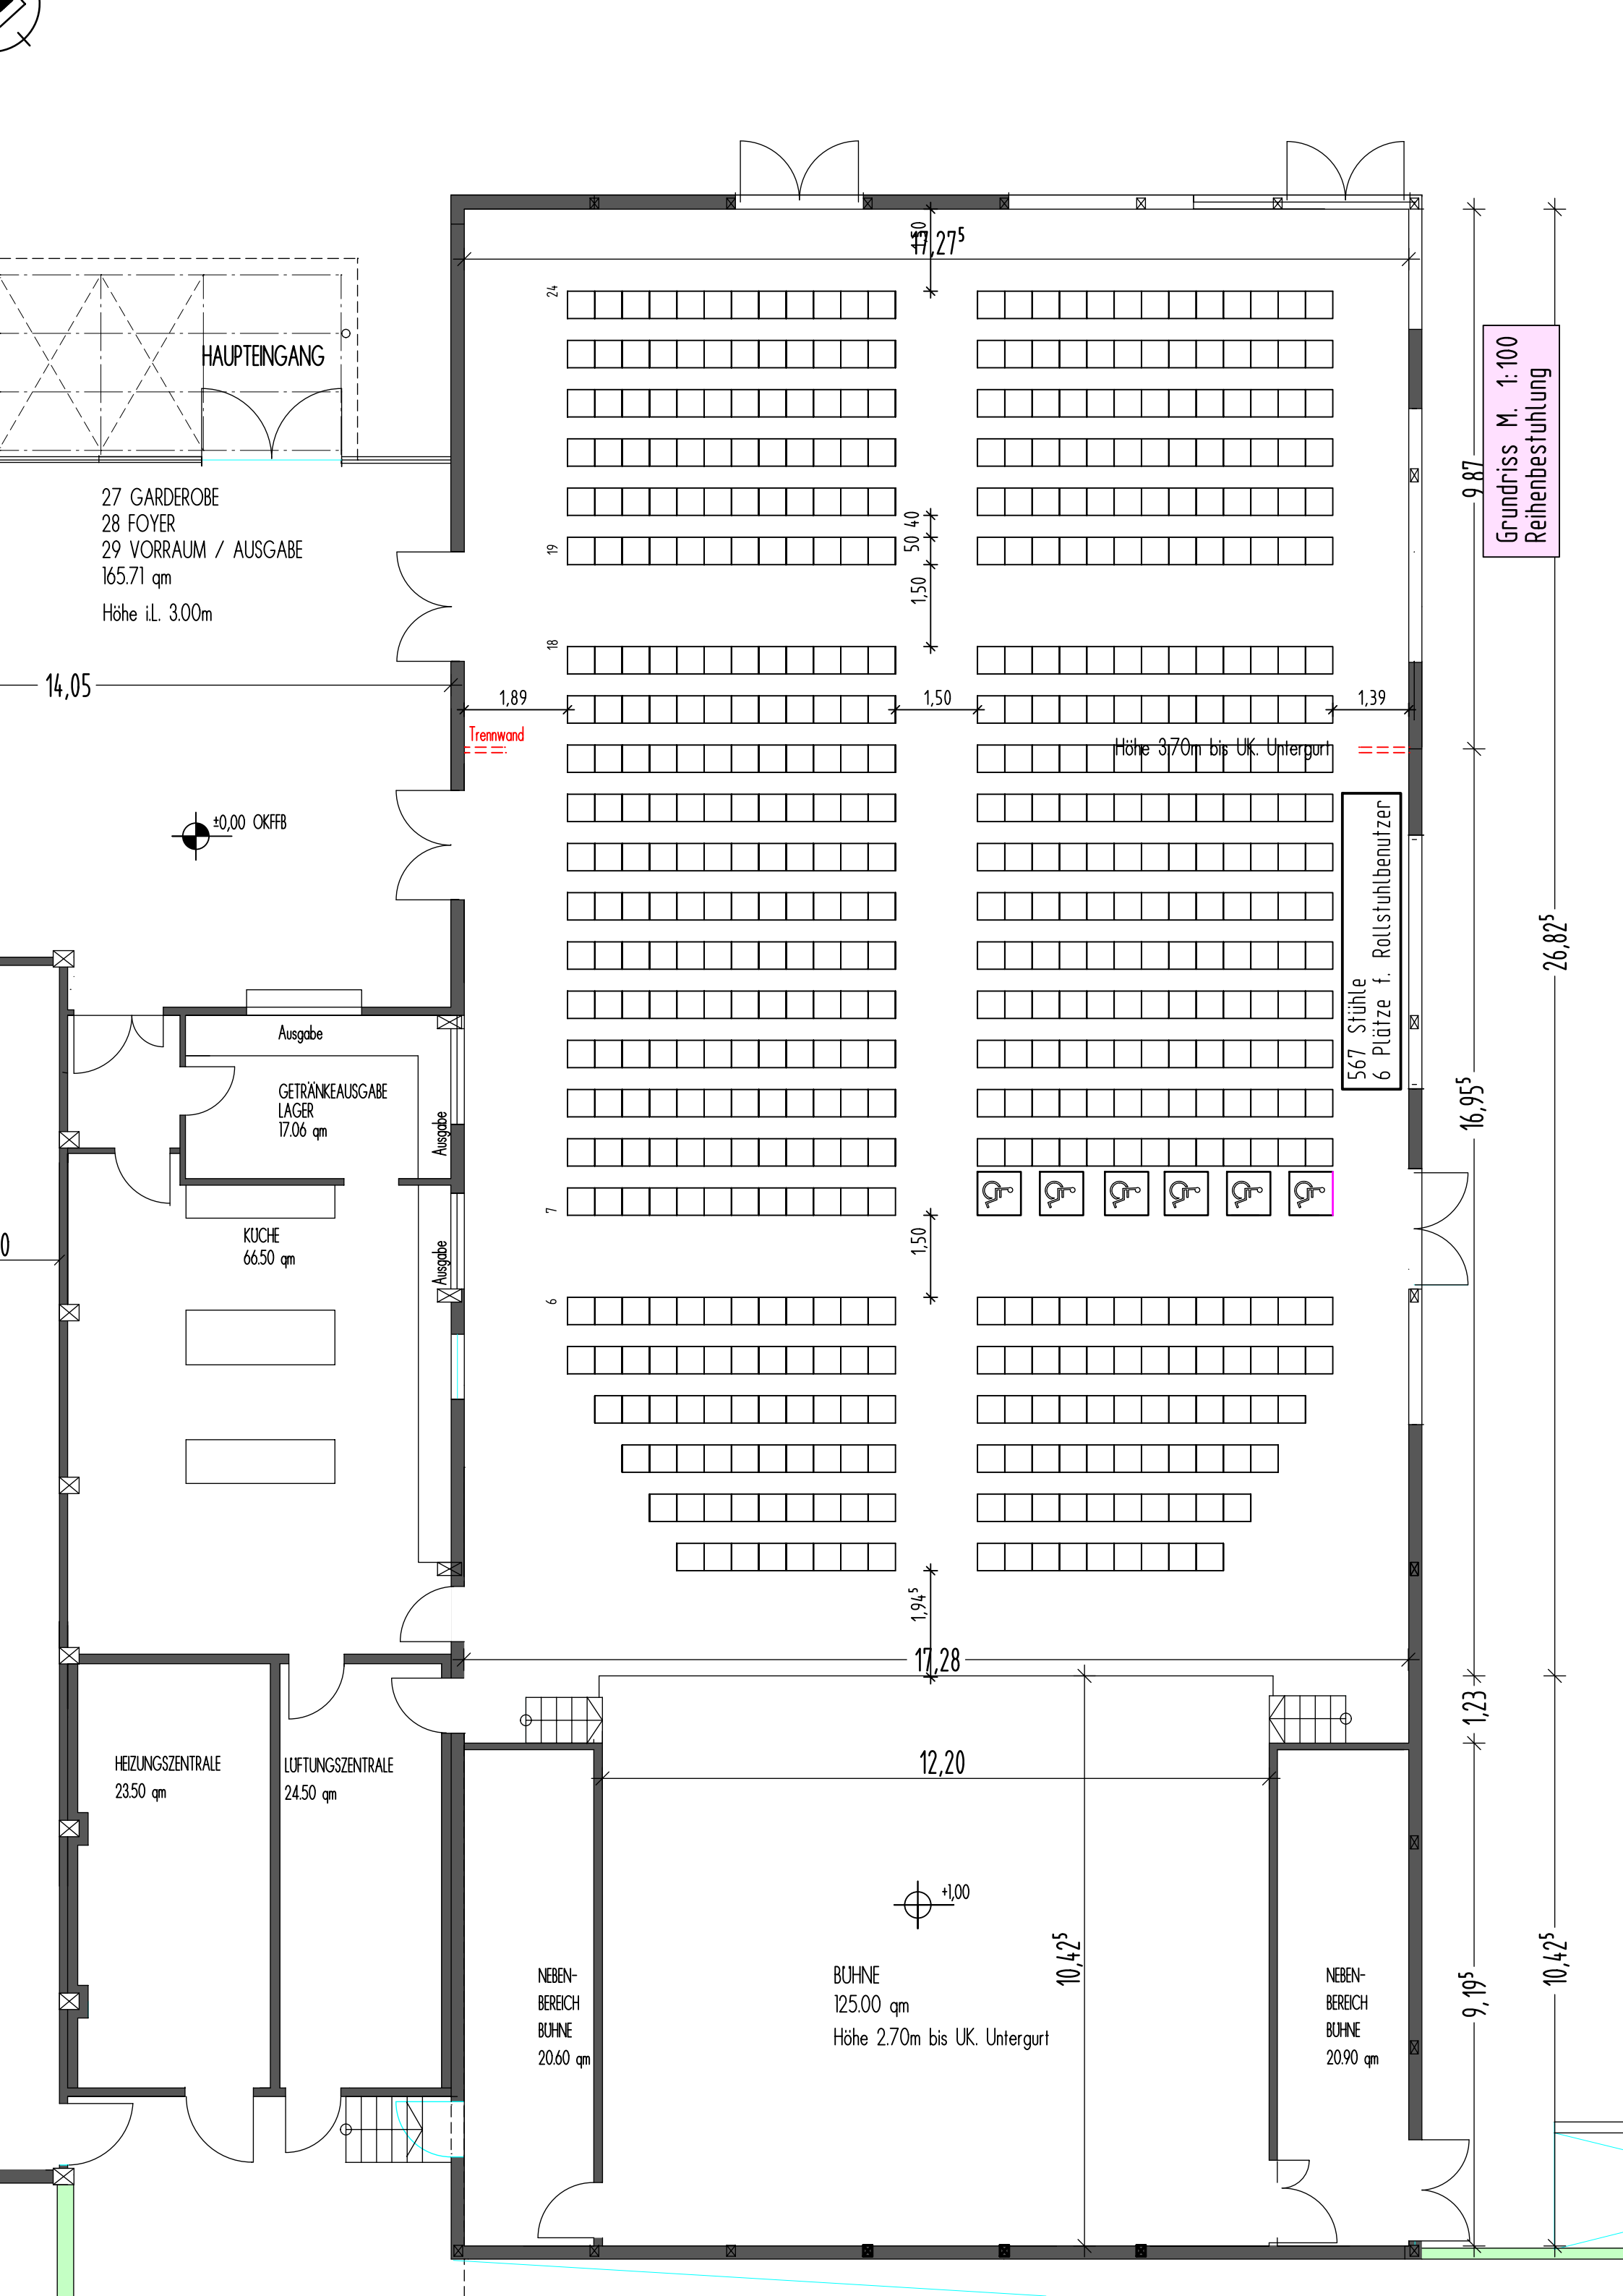 17,27⁵
1,50
24
HAUPTEINGANG
Grundriss M. 1:100
Reihenbestuhlung
9,87
27 GARDEROBE
28 FOYER
29 VORRAUM / AUSGABE
165.71 qm
Höhe i.L. 3.00m
50 40
19
1,50
18
14,05
1,89
1,50
1,39
Trennwand
Höhe 3.70m bis UK. Untergurt
±0,00 OKFFB
567 Stühle
6 Plätze f. Rollstuhlbenutzer
26,82⁵
16,95⁵
Ausgabe
GETRÄNKEAUSGABE
LAGER
17.06 qm
Ausgabe
7
KÜCHE
66.50 qm
Ausgabe
0
1,50
6
1,94⁵
17,28
1,23
HEIZUNGSZENTRALE
23.50 qm
LÜFTUNGSZENTRALE
24.50 qm
12,20
+1,00
10,42⁵
NEBEN-
BEREICH
BÜHNE
20.60 qm
BÜHNE
125.00 qm
Höhe 2.70m bis UK. Untergurt
NEBEN-
BEREICH
BÜHNE
20.90 qm
9,19⁵
10,42⁵